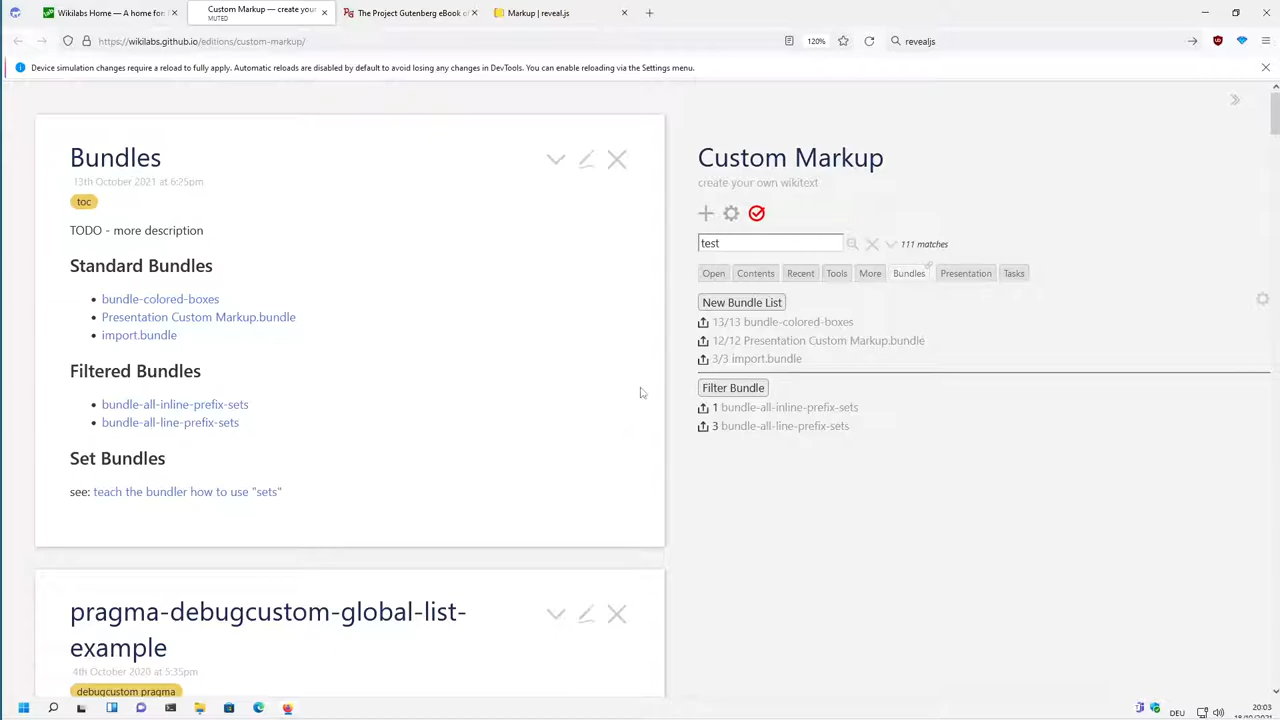 Wikilabs Home — A home for
Custom Markup — create your
MUTED
The Project Gutenberg eBook of
Markup | reveal.js
https://wikilabs.github.io/editions/custom-markup/
120%
revealjs
Device simulation changes require a reload to fully apply. Automatic reloads are disabled by default to avoid losing any changes in DevTools. You can enable reloading via the Settings menu.
Bundles
13th October 2021 at 6:25pm
toc
TODO - more description
Standard Bundles
bundle-colored-boxes
Presentation Custom Markup.bundle
import.bundle
Filtered Bundles
bundle-all-inline-prefix-sets
bundle-all-line-prefix-sets
Set Bundles
see: teach the bundler how to use "sets"
pragma-debugcustom-global-list-
example
4th October 2020 at 5:35pm
debugcustom pragma
Custom Markup
create your own wikitext
test
111 matches
Open Contents Recent Tools More Bundles Presentation Tasks
New Bundle List
13/13 bundle-colored-boxes
12/12 Presentation Custom Markup.bundle
3/3 import.bundle
Filter Bundle
1 bundle-all-inline-prefix-sets
3 bundle-all-line-prefix-sets
DEU
20:03